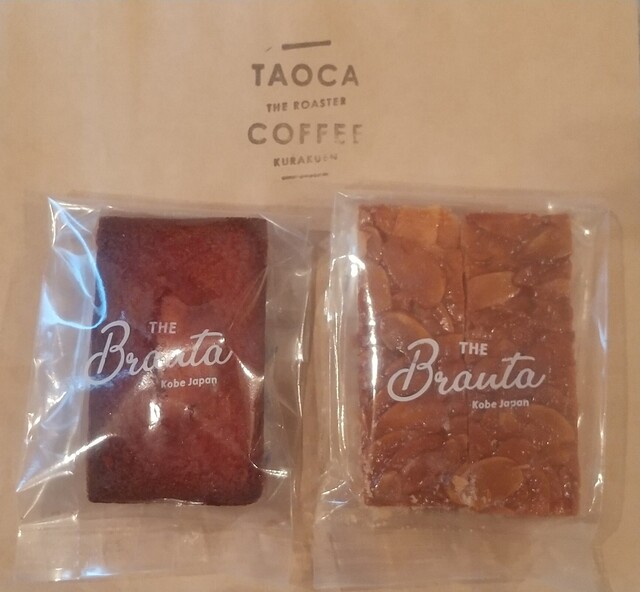 TAOCA
THE ROASTER
COFFEE
KURAKUEN
THE
Brauta
Kobe Japan
THE
Brauta
Kobe Japan